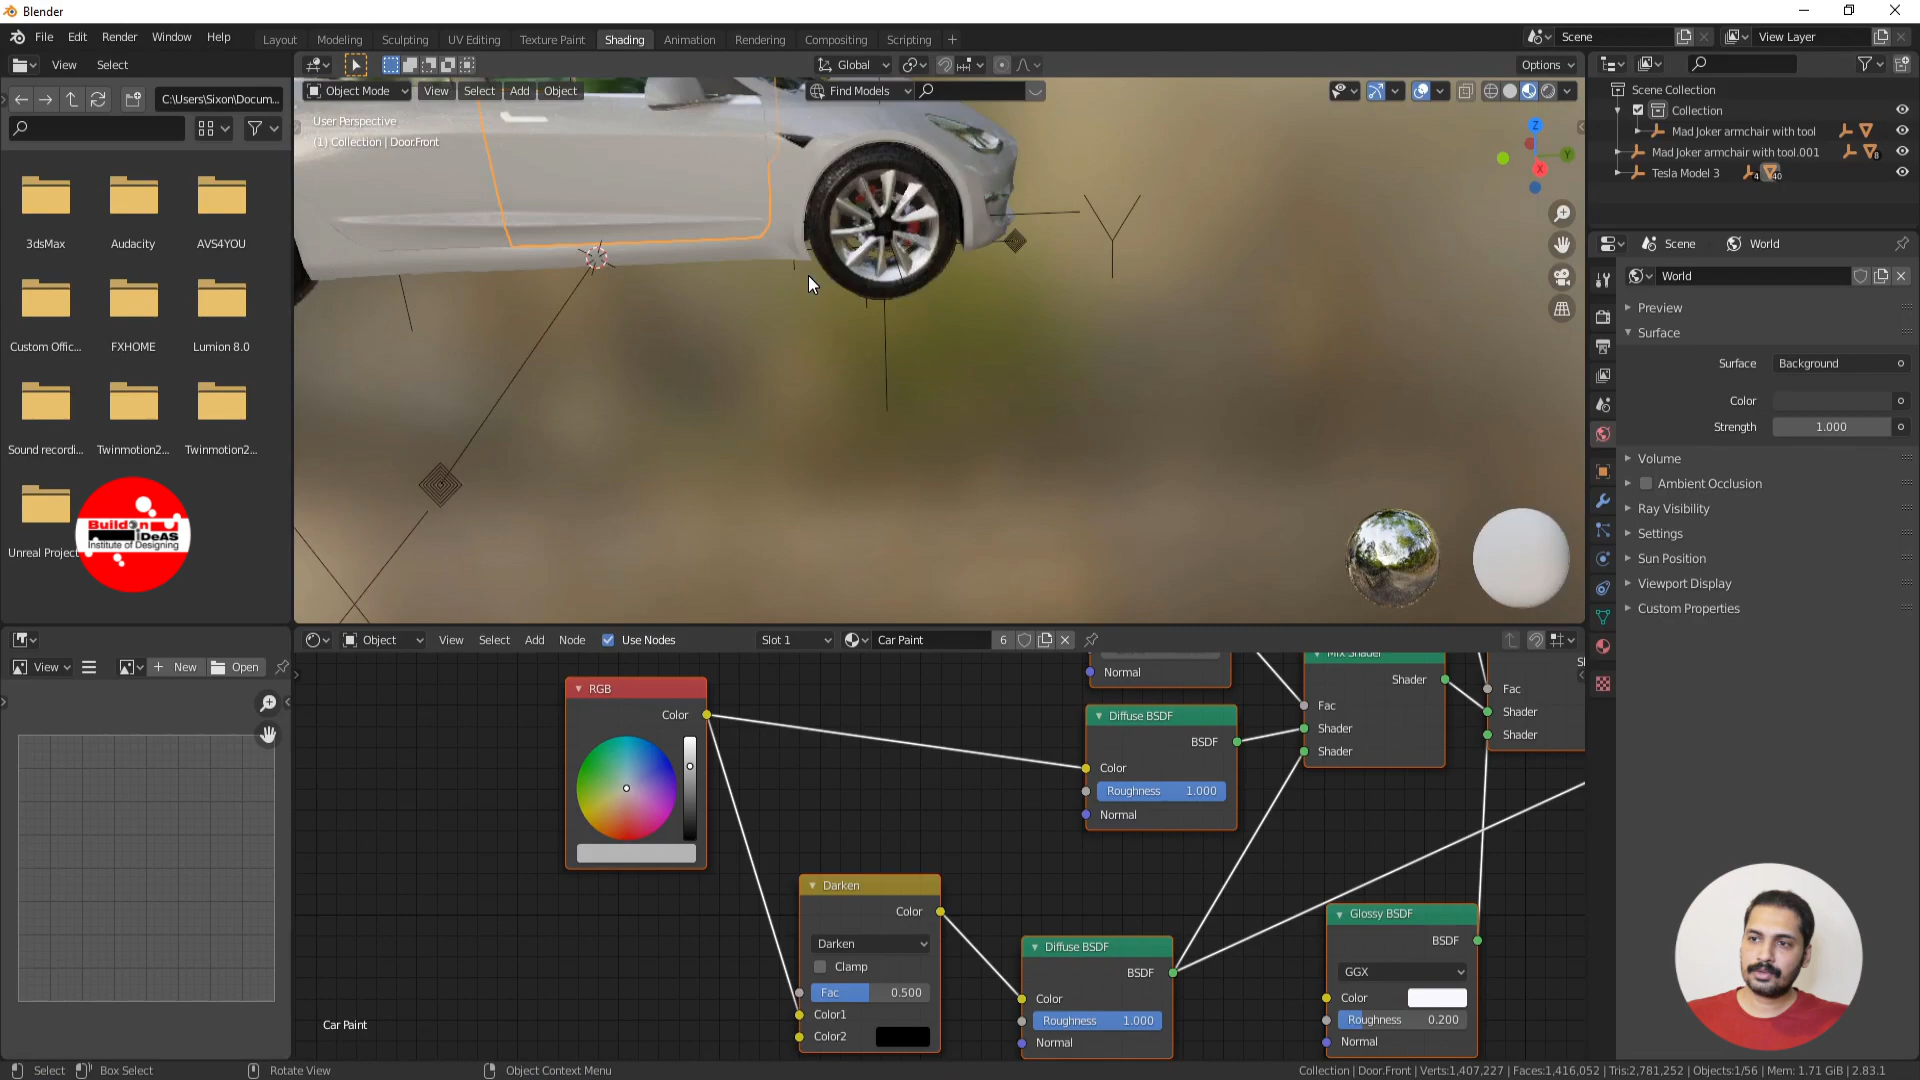 Blender
File Edit Render Window Help Layout Modeling Sculpting UV Editing Texture Paint Shading Animation Rendering Compositing Scripting Scene View Layer
View Select Global Options
C:\Users\Sixon\Docum... Object Mode View Select Add Object Find Models
User Perspective
(1) Collection | Door.Front
3dsMax Audacity AVS4YOU
Custom Offic... FXHOME Lumion 8.0
Sound recordi... Twinmotion2... Twinmotion2...
Unreal Project
Build on iDeAS
Institute of Designing
Scene Collection
Collection
Mad Joker armchair with tool
Mad Joker armchair with tool.001 8
Tesla Model 3 4 40
Z
Y
X
Scene World
World
Preview
Surface
Surface Background
Color
Strength 1.000
Volume
Ambient Occlusion
Ray Visibility
Settings
Sun Position
Viewport Display
Custom Properties
Object View Select Add Node Use Nodes Slot 1 Car Paint 6
View New Open
RGB
Color
Normal
Diffuse BSDF
BSDF
Color
Roughness 1.000
Normal
Mix Shader
Shader
Fac
Shader
Shader
Fac
Shader
Shader
Darken
Color
Darken
Clamp
Fac 0.500
Color1
Color2
Diffuse BSDF
BSDF
Color
Roughness 1.000
Normal
Glossy BSDF
BSDF
GGX
Color
Roughness 0.200
Normal
Car Paint
Select Box Select Rotate View Object Context Menu Collection | Door.Front | Verts:1,407,227 | Faces:1,416,052 | Tris:2,781,252 | Objects:1/56 | Mem: 1.71 GiB | 2.83.1